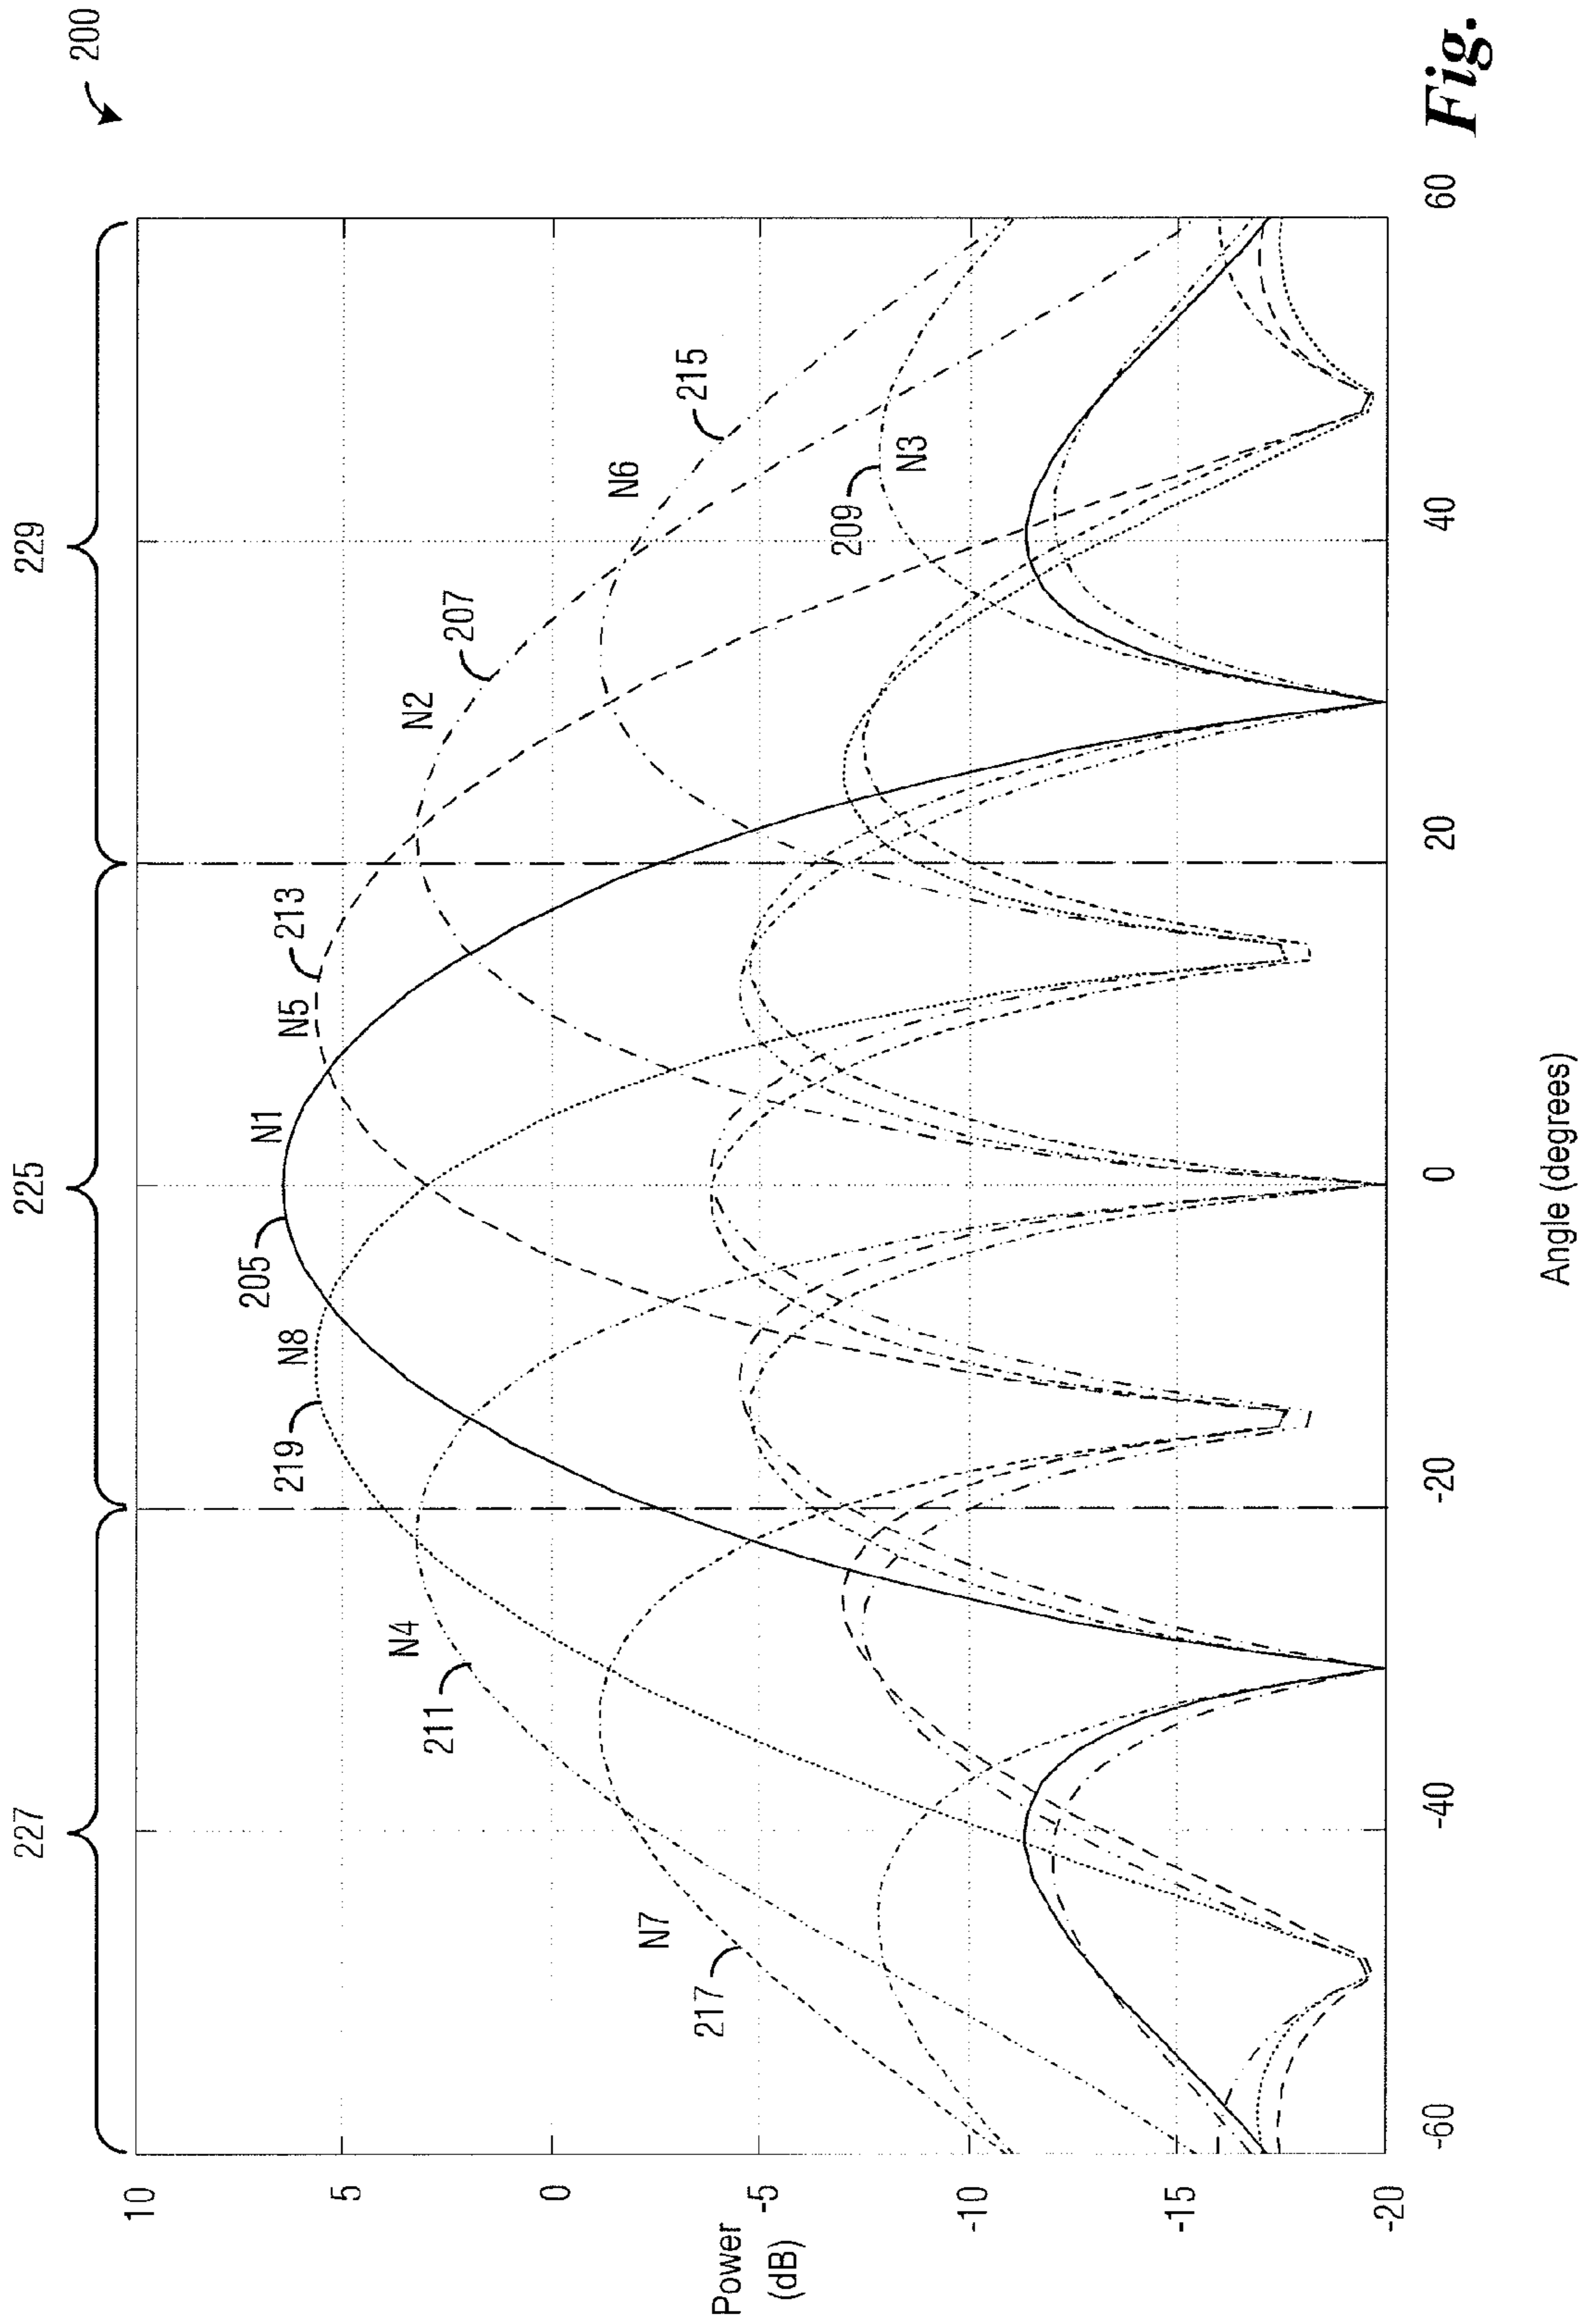 200
227
225
229
10
5
0
-5
-10
-15
-20
Power
(dB)
-60
-40
-20
0
20
40
60
Angle (degrees)
N1
205
N2
207
N3
209
N4
211
N5
213
N6
215
N7
217
N8
219
Fig.